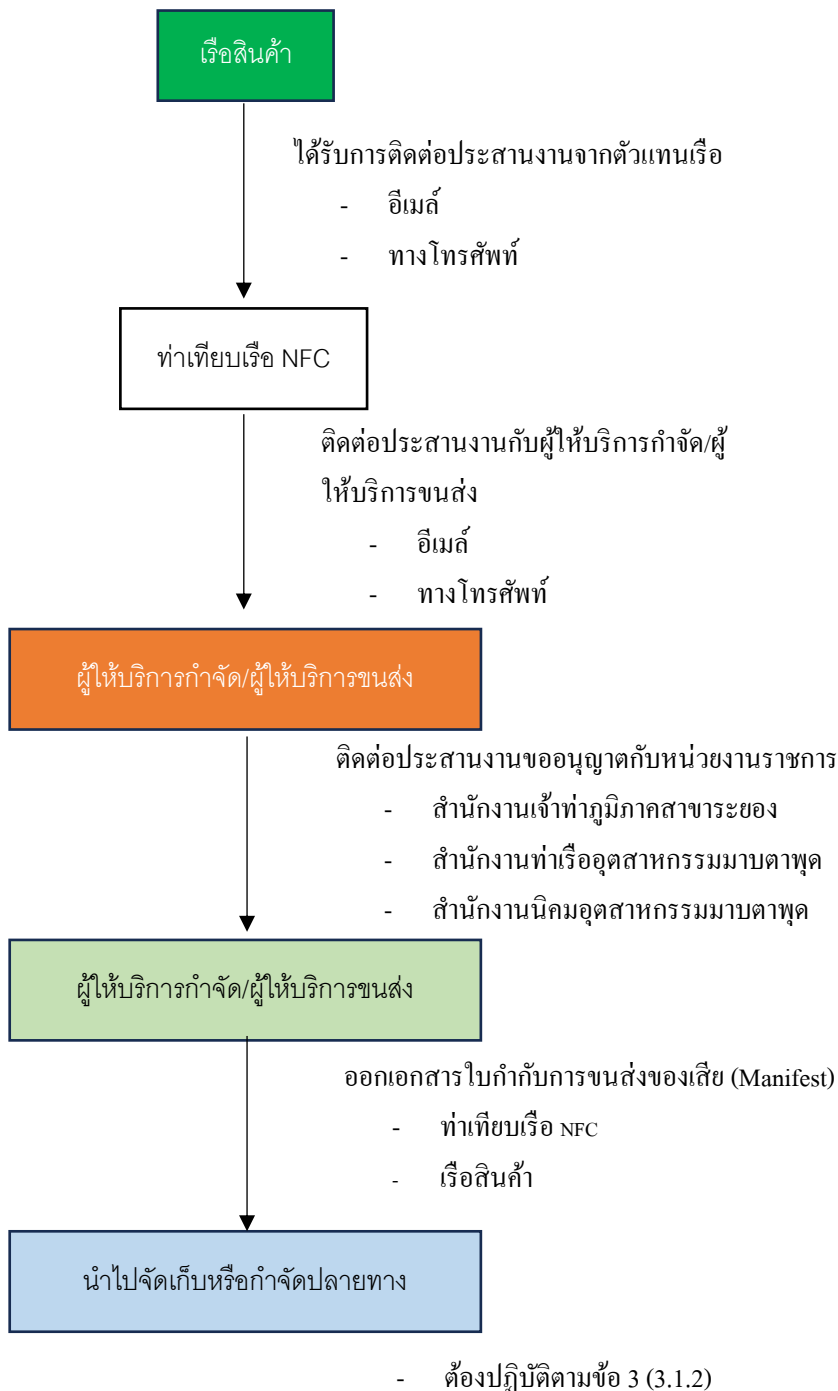 เรือสินค้า
ได้รับการติดต่อประสานงานจากตัวแทนเรือ
- อีเมล์
- ทางโทรศัพท์
ท่าเทียบเรือ NFC
ติดต่อประสานงานกับผู้ให้บริการกำจัด/ผู้
ให้บริการขนส่ง
- อีเมล์
- ทางโทรศัพท์
ผู้ให้บริการกำจัด/ผู้ให้บริการขนส่ง
ติดต่อประสานงานขออนุญาตกับหน่วยงานราชการ
- สำนักงานเจ้าท่าภูมิภาคสาขาระยอง
- สำนักงานท่าเรืออุตสาหกรรมมาบตาพุด
- สำนักงานนิคมอุตสาหกรรมมาบตาพุด
ผู้ให้บริการกำจัด/ผู้ให้บริการขนส่ง
ออกเอกสารใบกำกับการขนส่งของเสีย (Manifest)
- ท่าเทียบเรือ NFC
- เรือสินค้า
นำไปจัดเก็บหรือกำจัดปลายทาง
- ต้องปฏิบัติตามข้อ 3 (3.1.2)